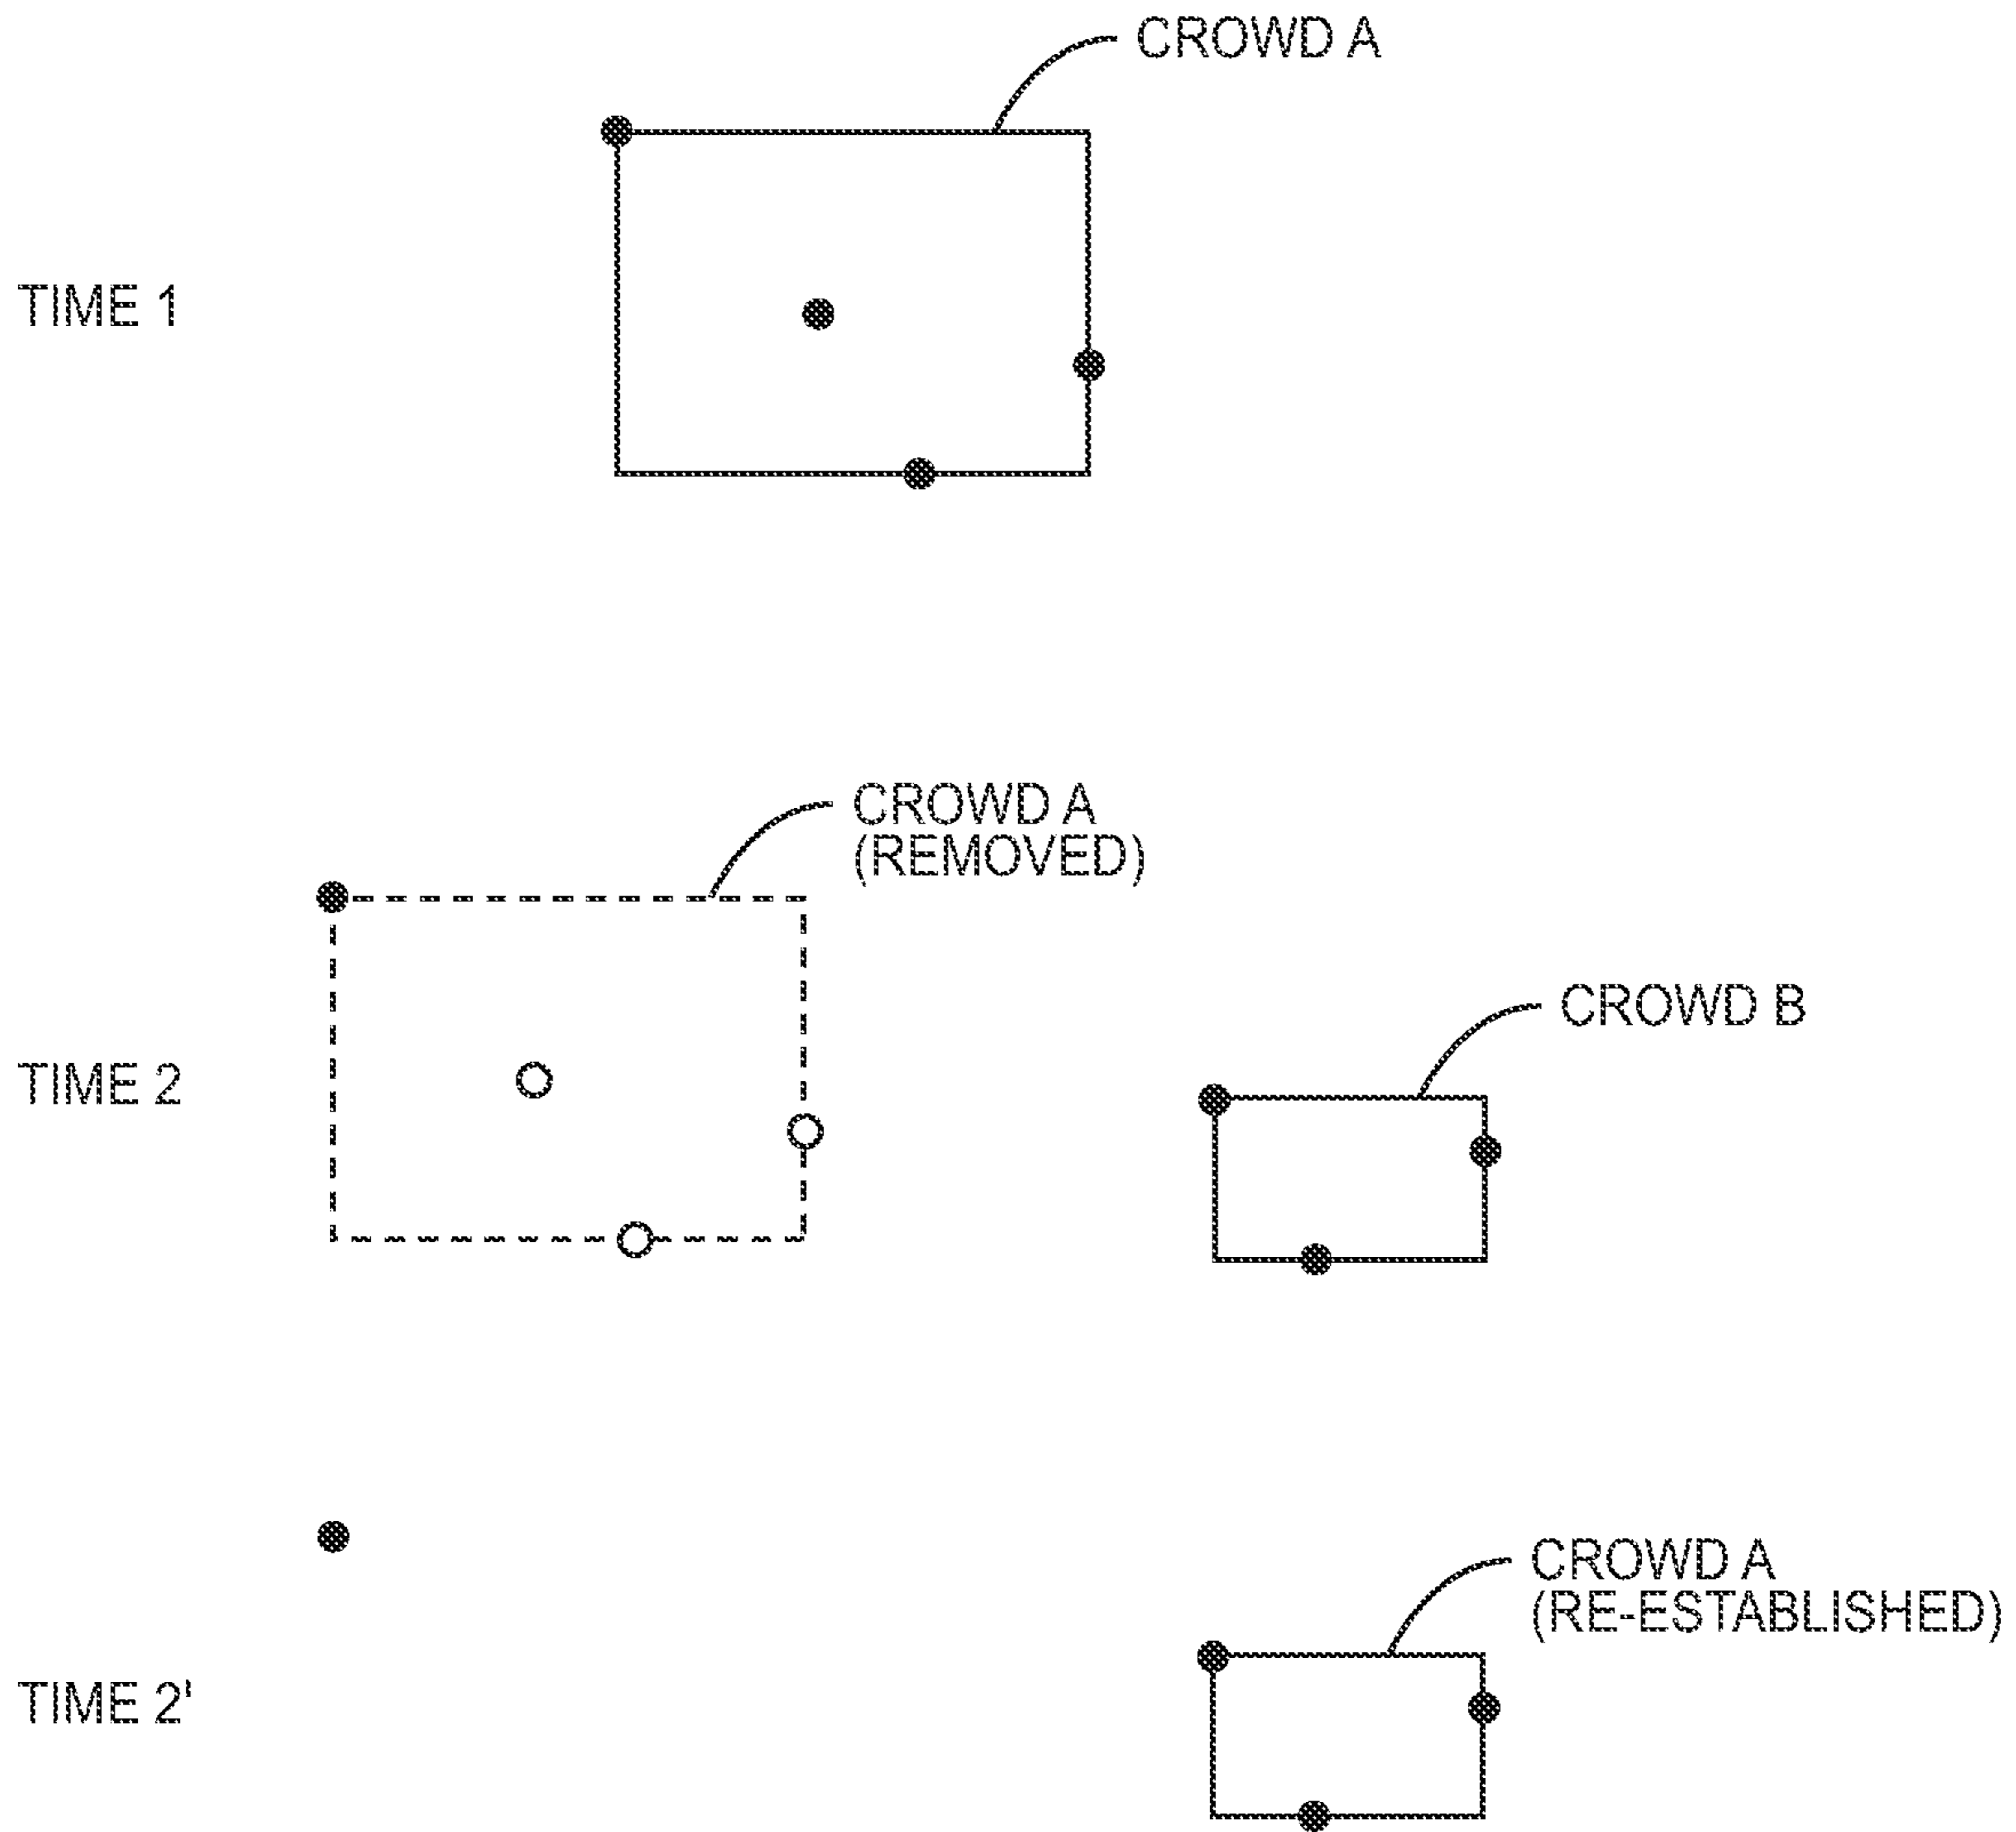 CROWD A
TIME 1
CROWD A
(REMOVED)
CROWD B
TIME 2
CROWD A
(RE-ESTABLISHED)
TIME 2'